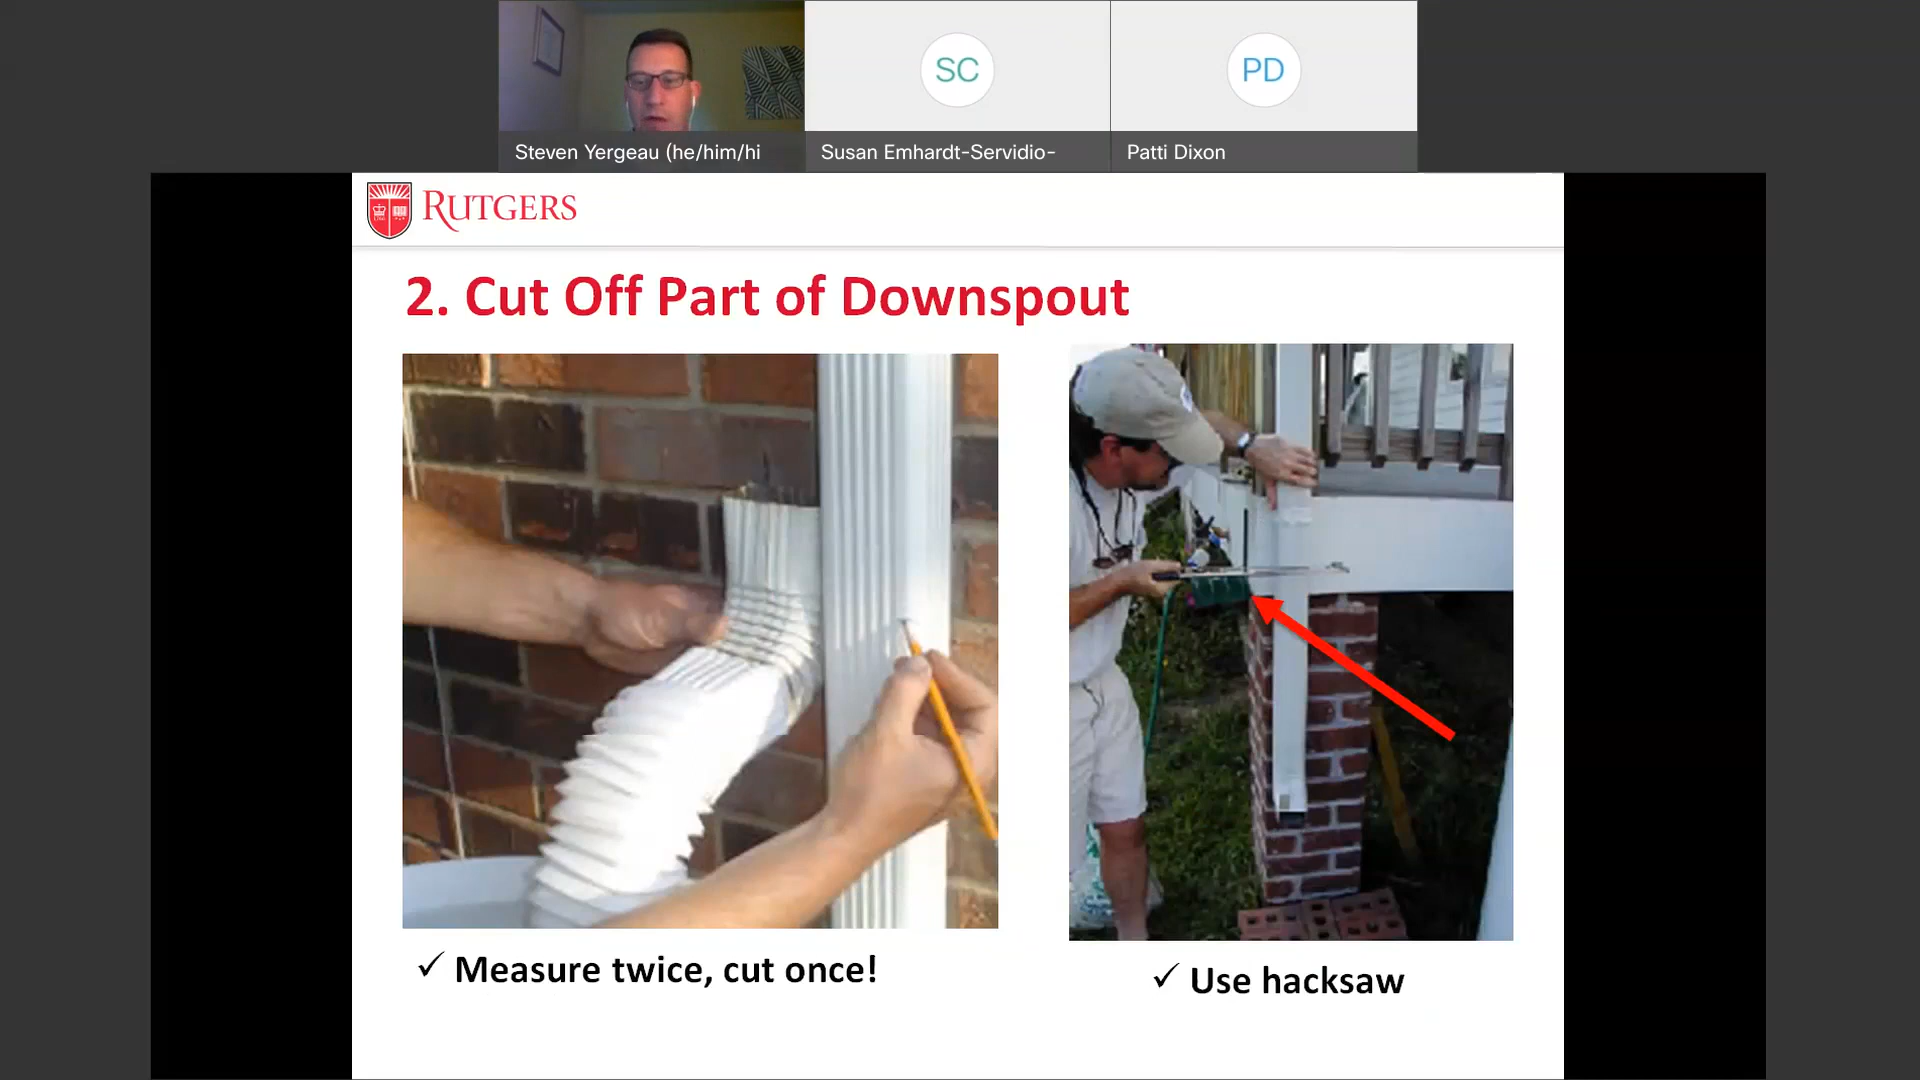 SC
PD
Steven Yergeau (he/him/hi
Susan Emhardt-Servidio-
Patti Dixon
RUTGERS
2. Cut Off Part of Downspout
✓ Measure twice, cut once!
✓ Use hacksaw